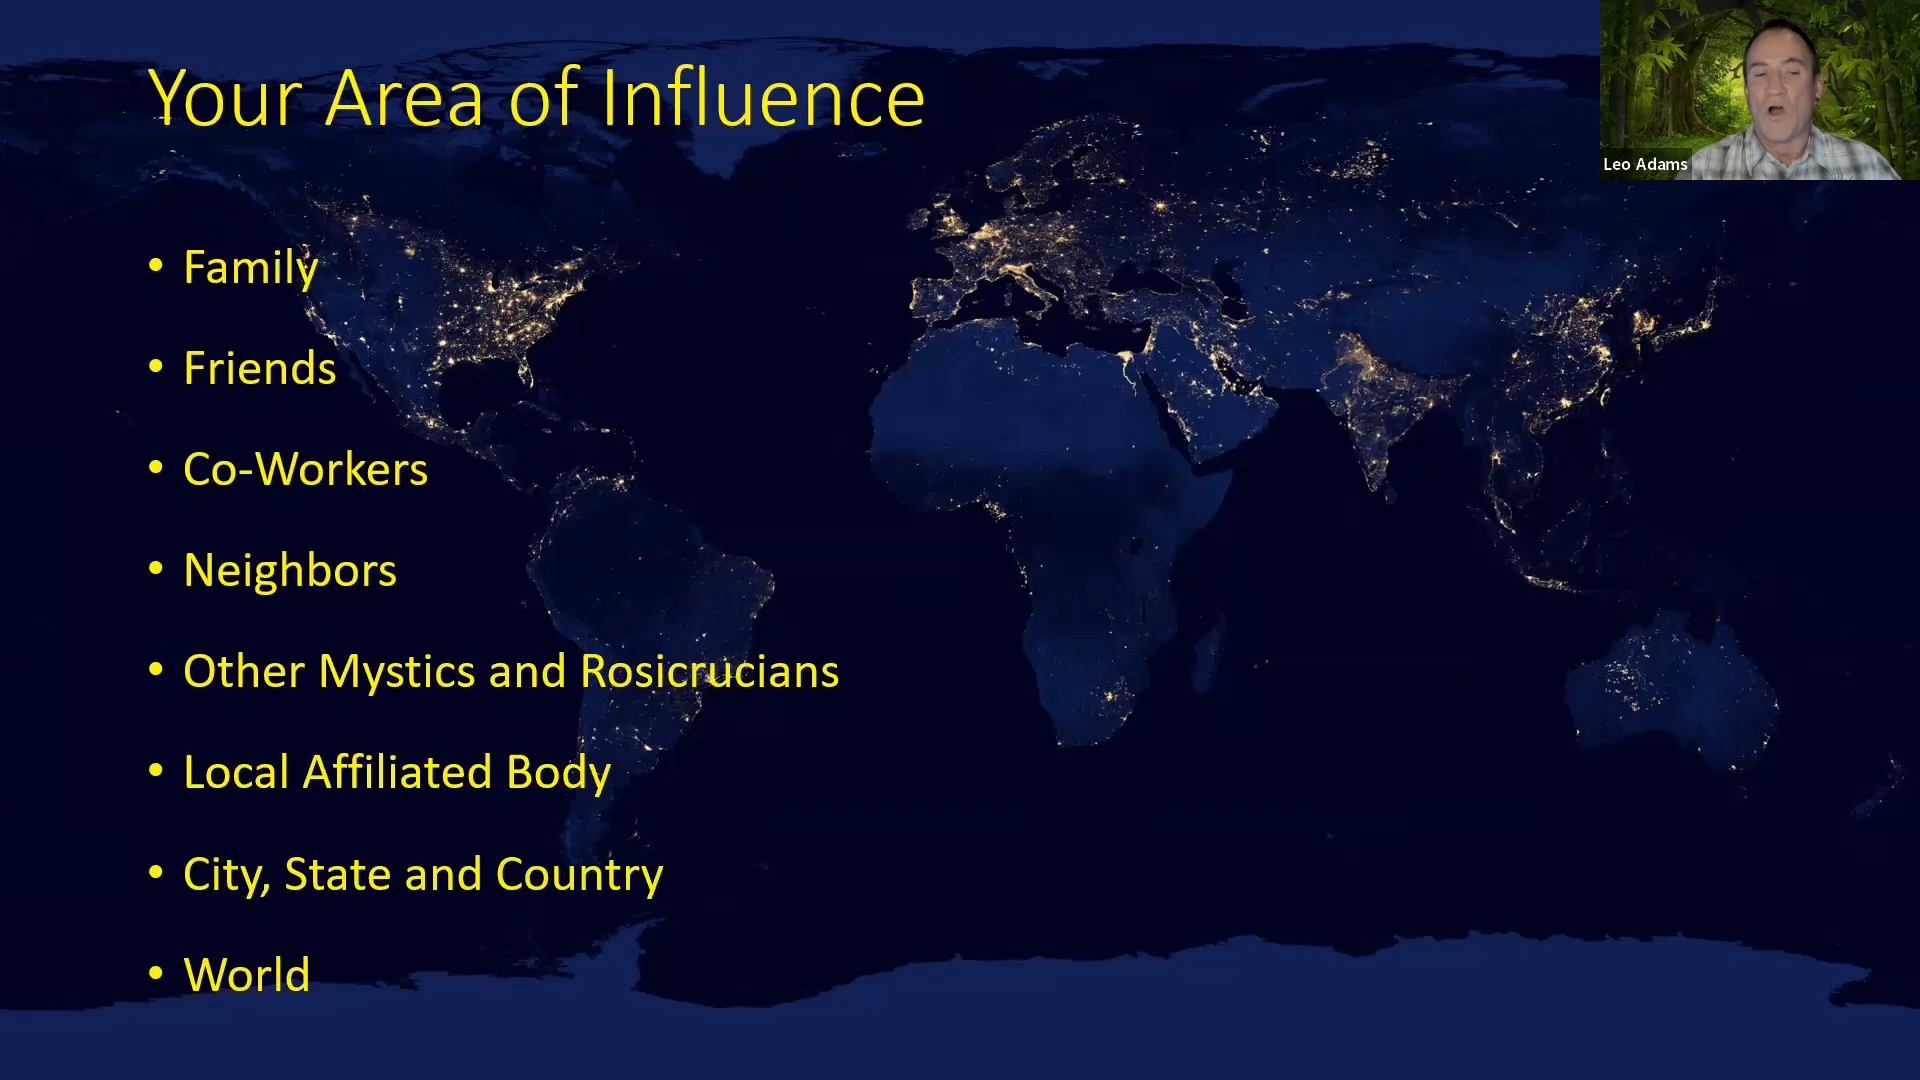 Your Area of Influence
Leo Adams
• Family
• Friends
• Co-Workers
• Neighbors
• Other Mystics and Rosicrucians
• Local Affiliated Body
• City, State and Country
• World